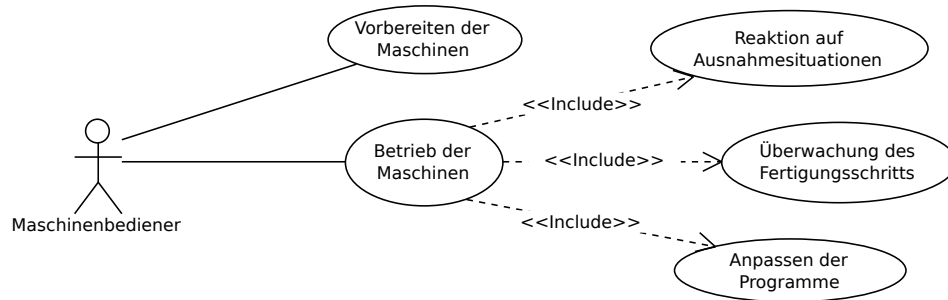 Vorbereiten der
Maschinen
Reaktion auf
Ausnahmesituationen
<<Include>>
Betrieb der
Maschinen
<<Include>>
Überwachung des
Fertigungsschritts
Maschinenbediener
<<Include>>
Anpassen der
Programme